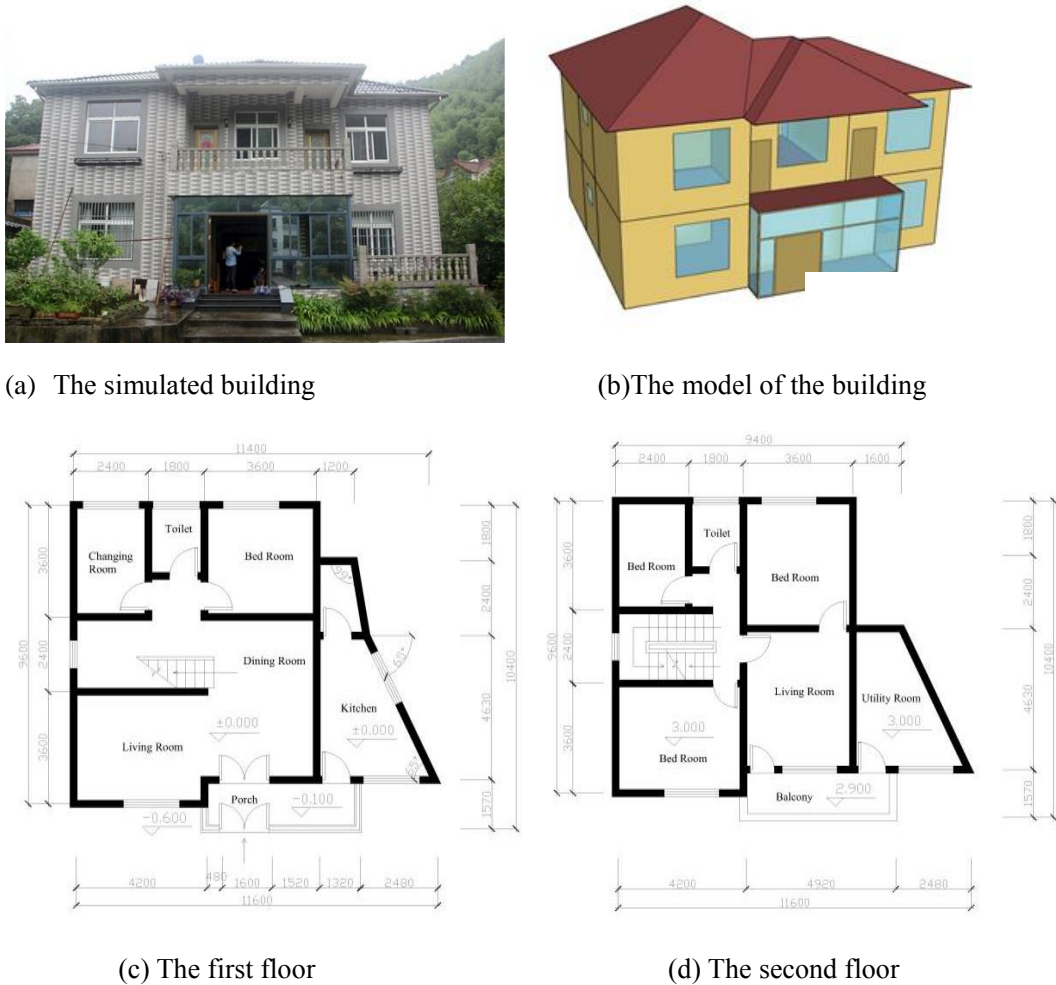 (a) The simulated building
(b)The model of the building
11400
2400 1800 3600 1200
Toilet
Changing
Room
Bed Room
99°
3600
2400
3600
9600
Dining Room
65°
Kitchen
±0.000
±0.000
Living Room
65°
Porch
-0.100
-0.600
1800
2400
4630
1570
10400
4200 480 1600 1520 1320 2480
11600
9400
2400 1800 3600 1600
Toilet
Bed Room
Bed Room
3600
2400
3600
9600
Living Room
Utility Room
3.000
3.000
Bed Room
Balcony
2.900
1800
2400
4630
1570
10400
4200 4920 2480
11600
(c) The first floor
(d) The second floor